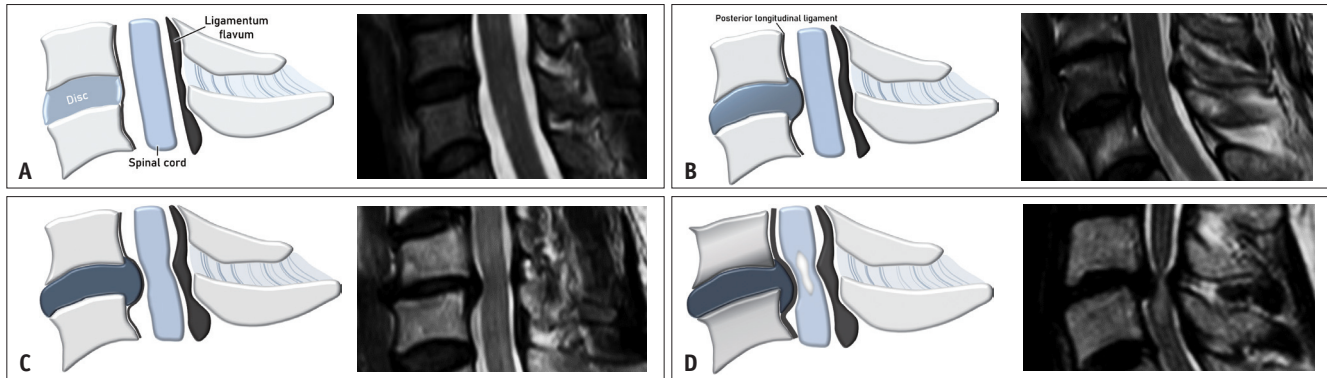 Ligamentum
flavum
Disc
Spinal cord
A
Posterior longitudinal ligament
B
C
D